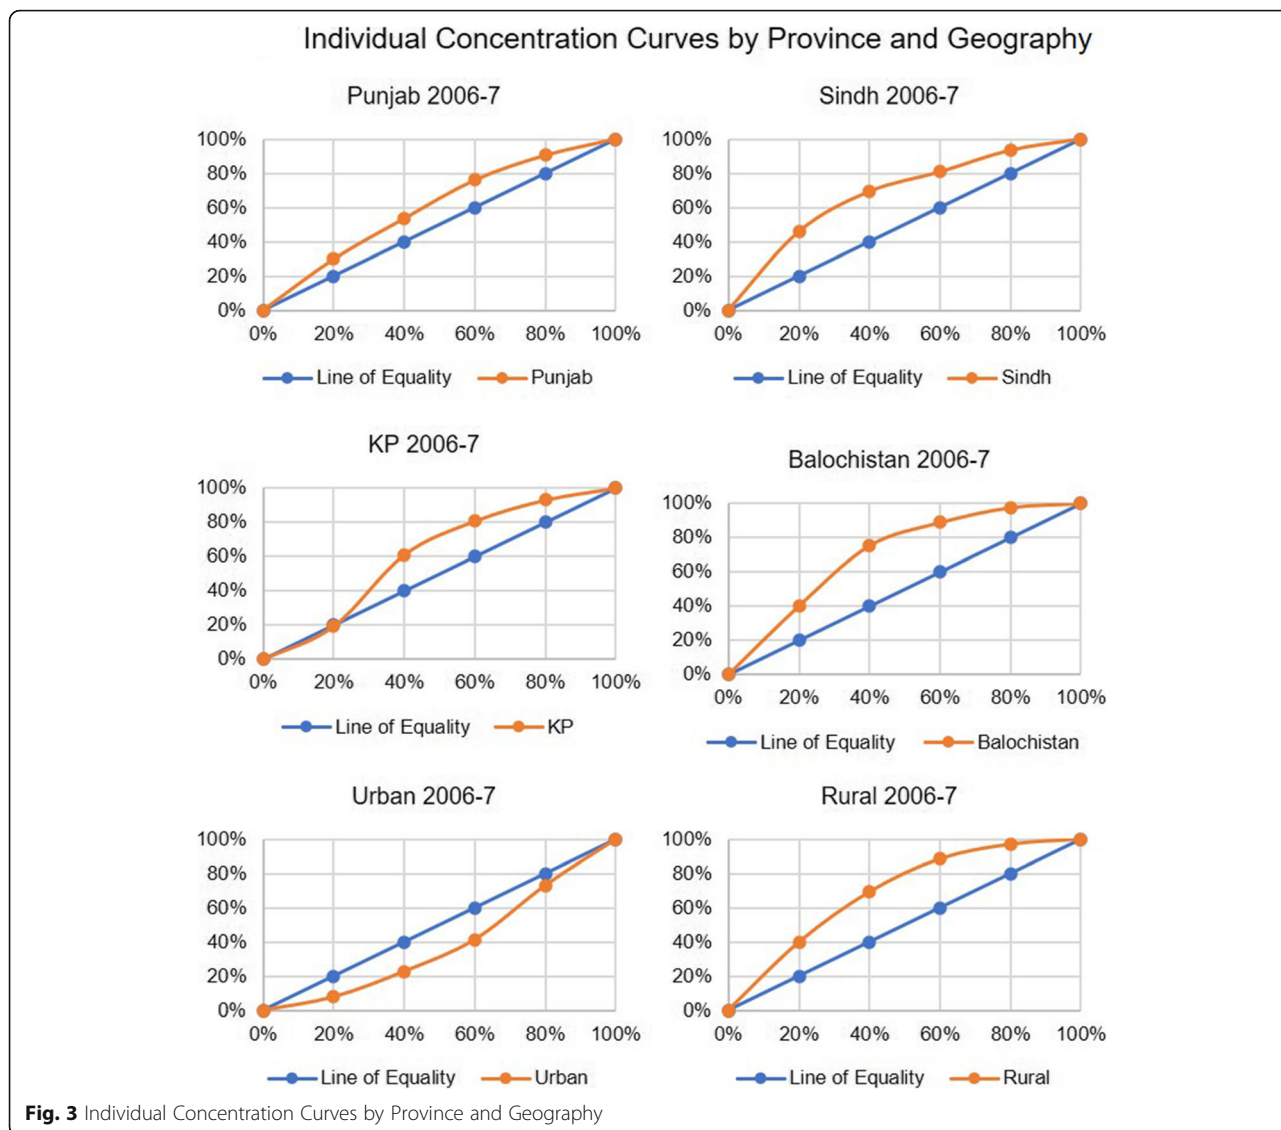 Individual Concentration Curves by Province and Geography
Punjab 2006-7
100%
80%
60%
40%
20%
0%
0% 20% 40% 60% 80% 100%
Line of Equality Punjab
Sindh 2006-7
100%
80%
60%
40%
20%
0%
0% 20% 40% 60% 80% 100%
Line of Equality Sindh
KP 2006-7
100%
80%
60%
40%
20%
0%
0% 20% 40% 60% 80% 100%
Line of Equality KP
Balochistan 2006-7
100%
80%
60%
40%
20%
0%
0% 20% 40% 60% 80% 100%
Line of Equality Balochistan
Urban 2006-7
100%
80%
60%
40%
20%
0%
0% 20% 40% 60% 80% 100%
Line of Equality Urban
Rural 2006-7
100%
80%
60%
40%
20%
0%
0% 20% 40% 60% 80% 100%
Line of Equality Rural
Fig. 3 Individual Concentration Curves by Province and Geography